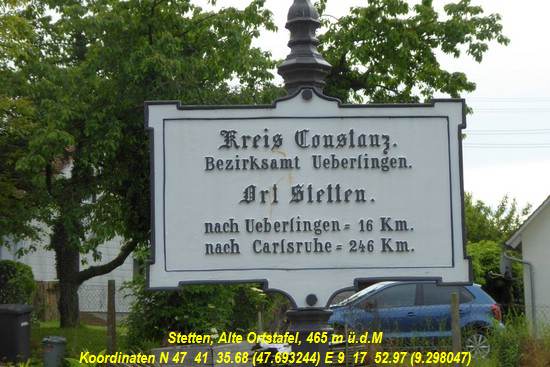 Kreis Constanz.
Bezirksamt Ueberlingen.
Ort Stetten.
nach Ueberſingen = 16 Km.
nach Carlsruhe = 246 Km.
Stetten, Alte Ortstafel, 465 m ü.d.M
Koordinaten N 47 41 35.68 (47.693244) E 9 17 52.97 (9.298047)